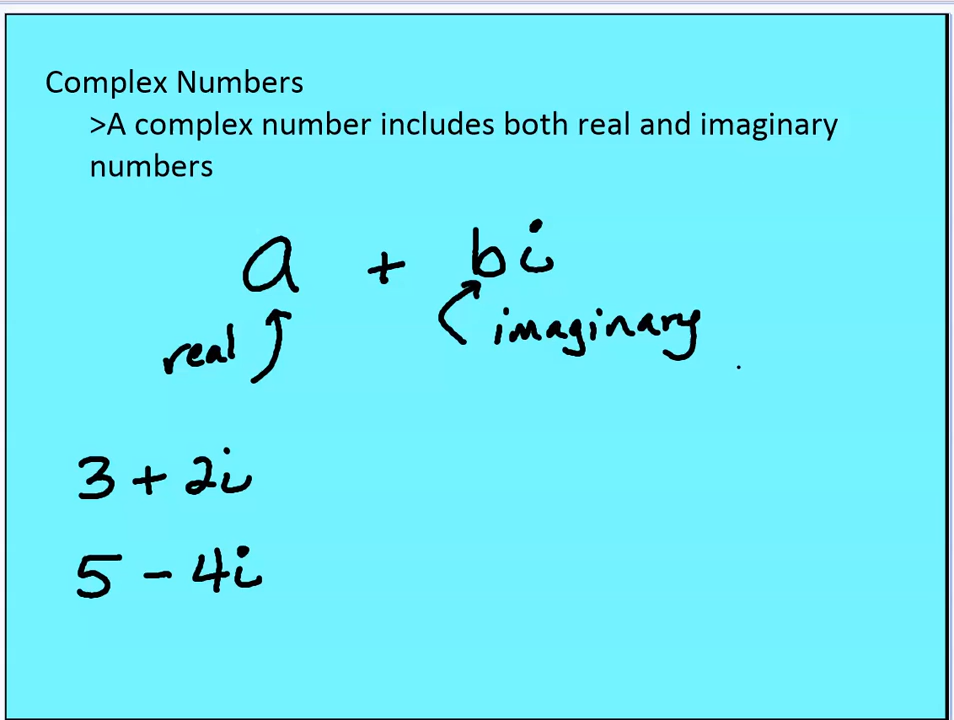 Complex Numbers
>A complex number includes both real and imaginary
numbers
a + bi
real imaginary
3 + 2i
5 - 4i